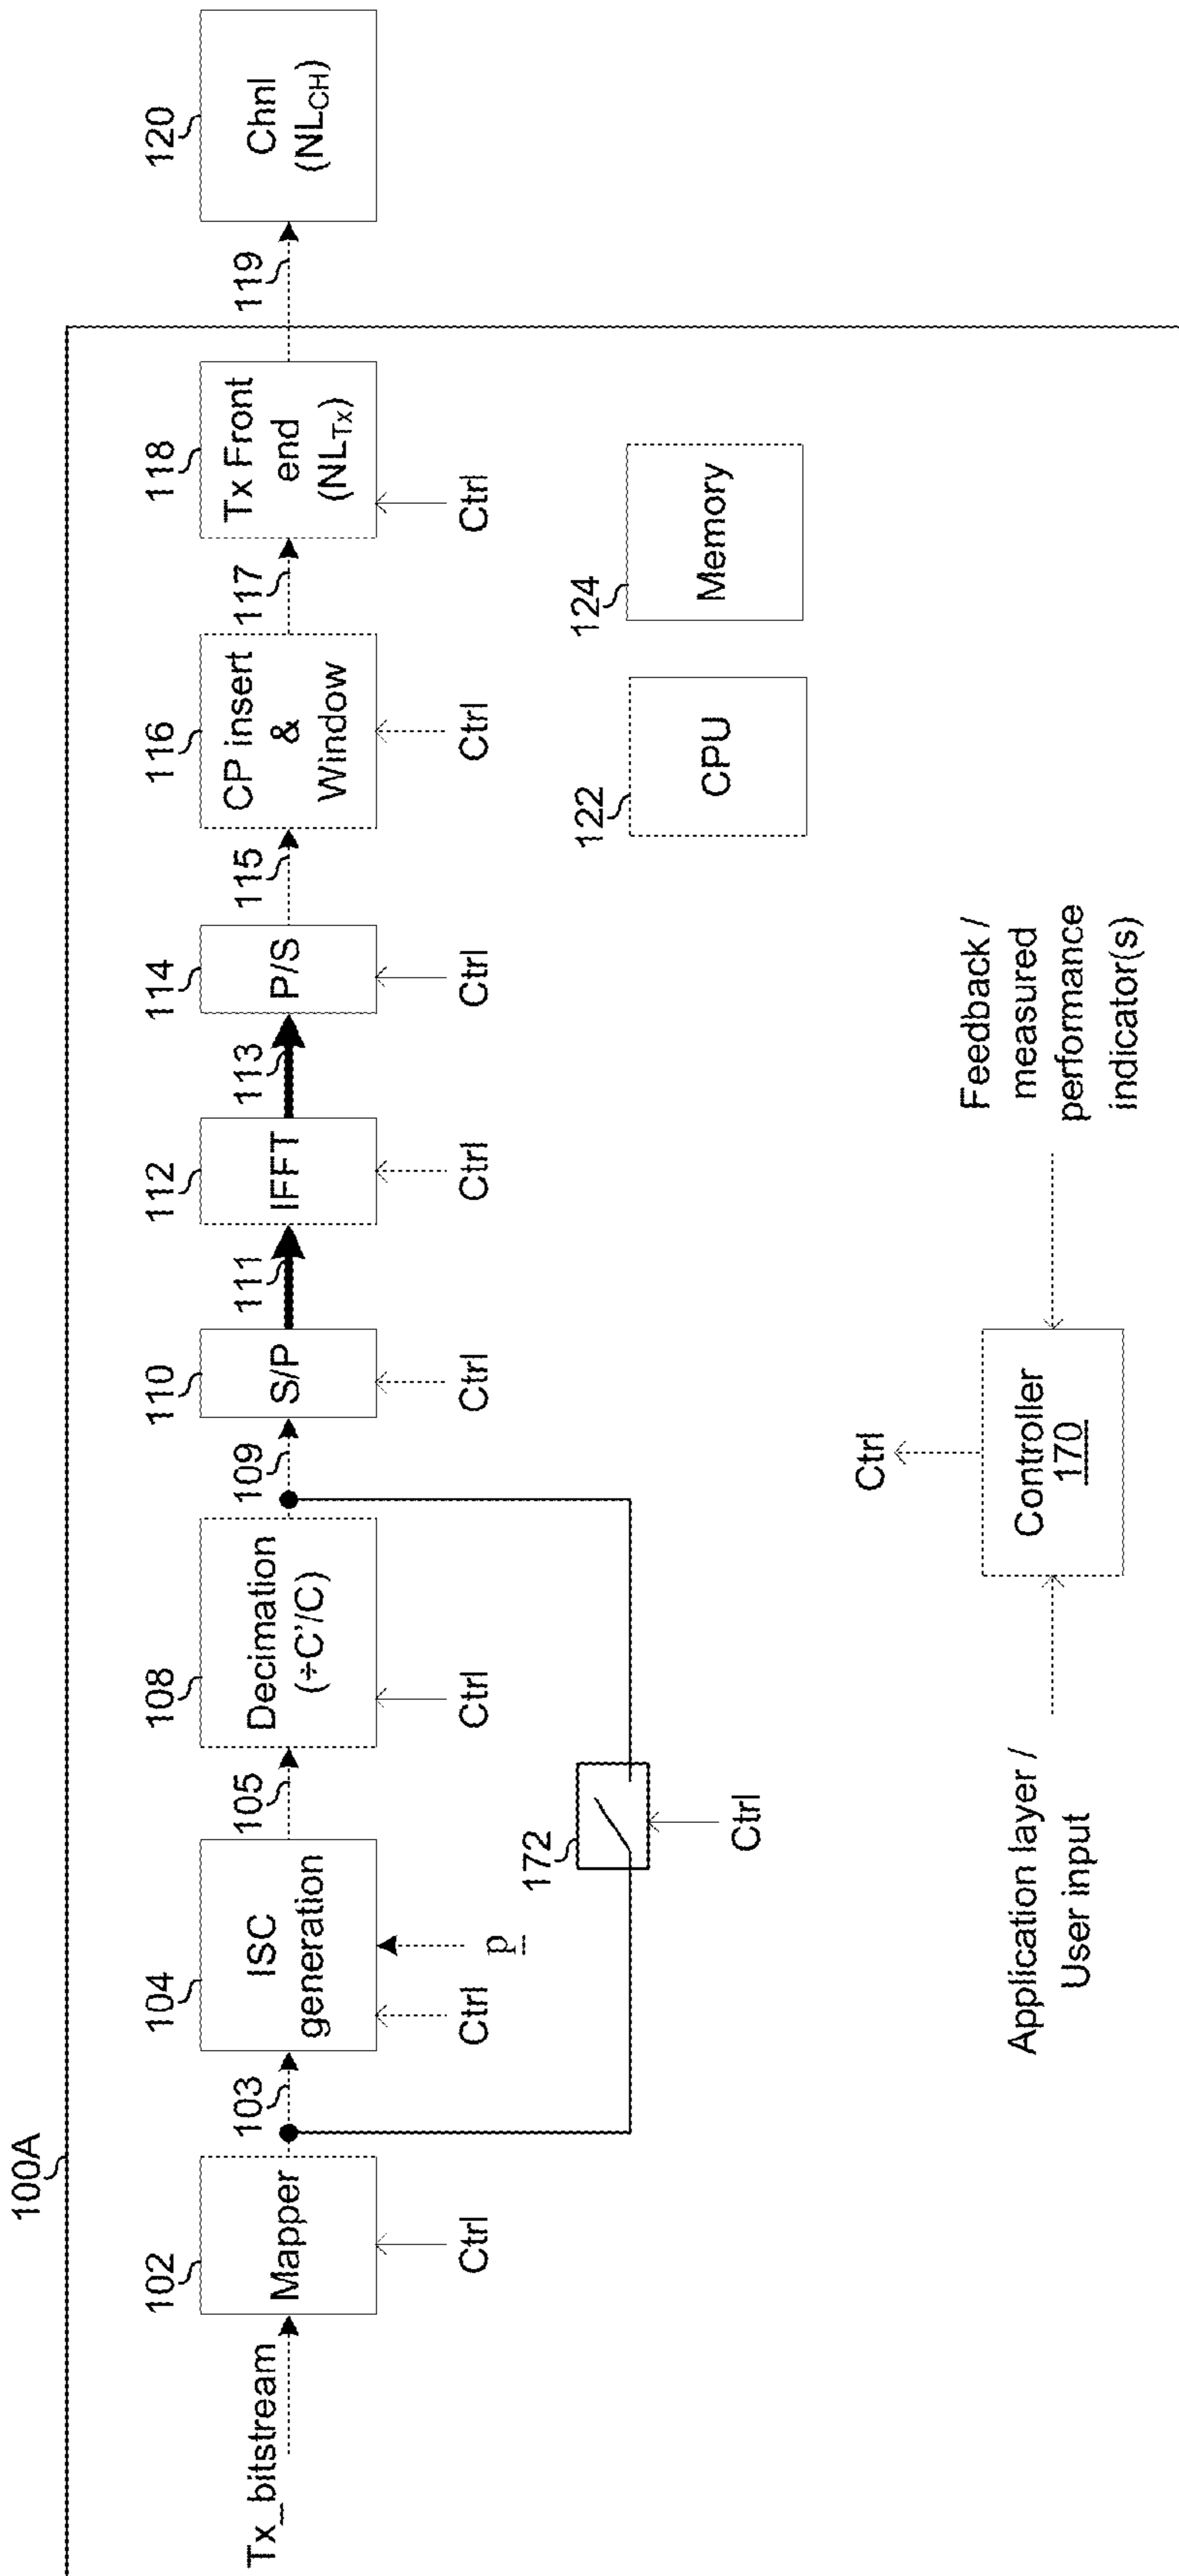 100A
Tx_bitstream
102
Mapper
Ctrl
103
104
ISC
generation
Ctrl
p
105
108
Decimation
(÷C'/C)
Ctrl
172
Ctrl
109
110
S/P
Ctrl
111
112
IFFT
Ctrl
113
114
P/S
Ctrl
115
116
CP insert
&
Window
Ctrl
117
118
Tx Front
end
(NLTx)
Ctrl
119
120
Chnl
(NLCH)
122
CPU
124
Memory
Application layer /
User input
Ctrl
Controller
170
Feedback /
measured
performance
indicator(s)